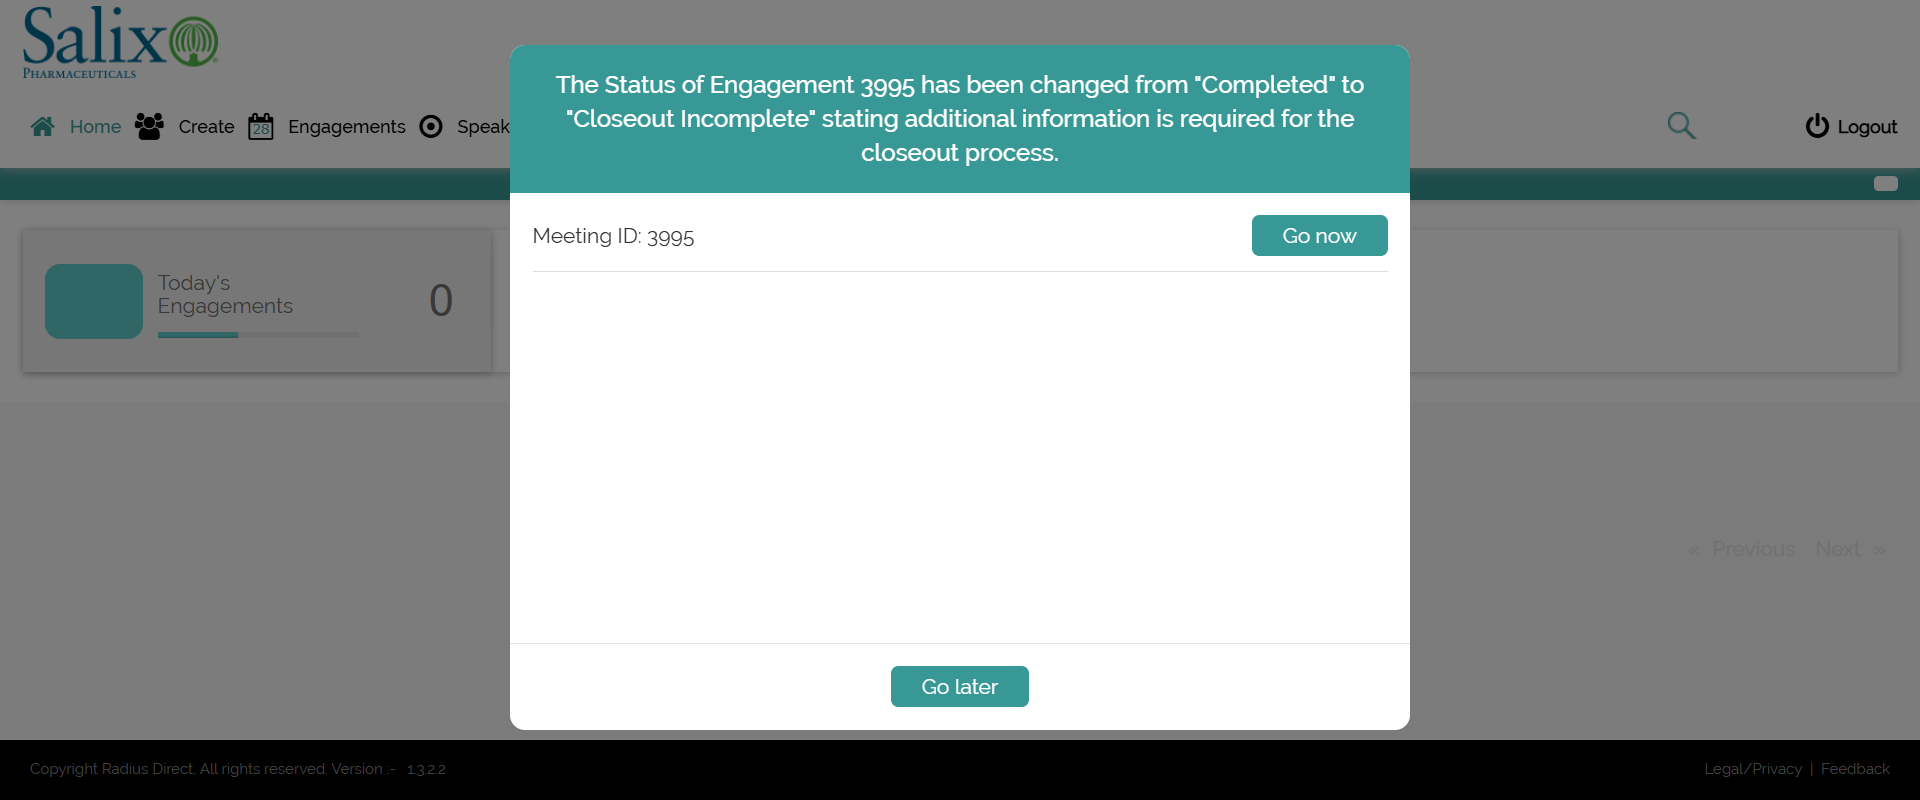 Salix
PHARMACEUTICALS
Home Create 28 Engagements Speak
Logout
The Status of Engagement 3995 has been changed from "Completed" to
"Closeout Incomplete" stating additional information is required for the
closeout process.
Meeting ID: 3995
Go now
Today's
Engagements
0
« Previous Next »
Go later
Copyright Radius Direct. All rights reserved. Version :- 1.3.2.2
Legal/Privacy | Feedback